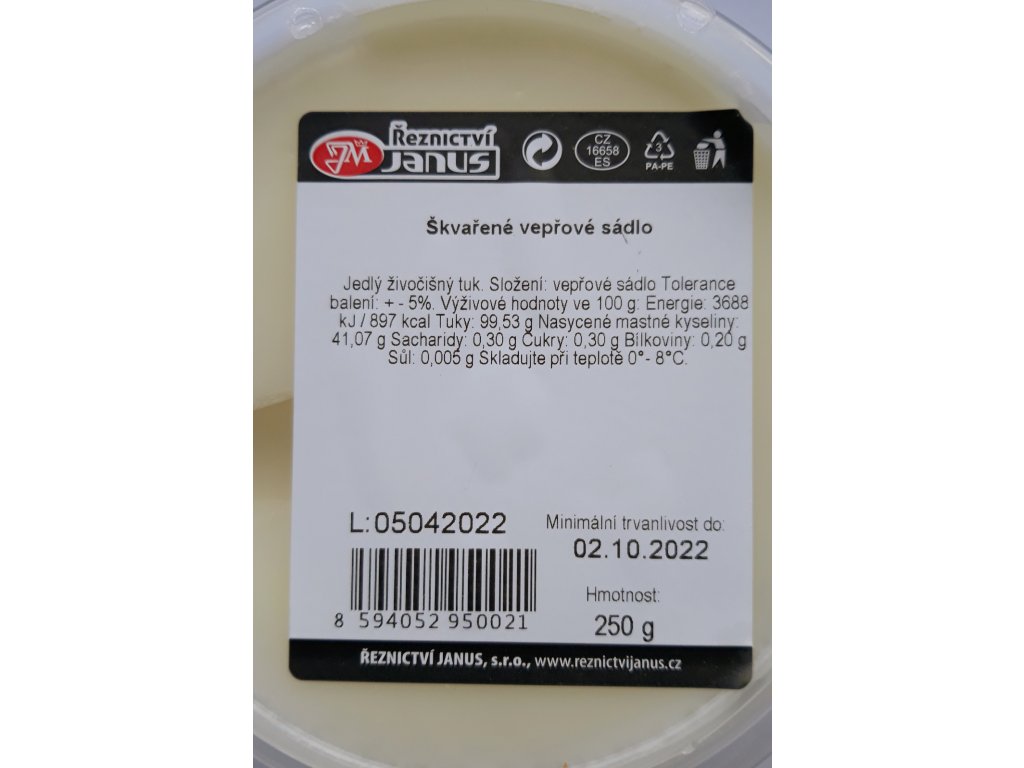 JM
Řeznictví
Janus
CZ
16658
ES
3
PA-PE
Škvařené vepřové sádlo
Jedlý živočišný tuk. Složení: vepřové sádlo Tolerance
balení: + - 5%. Výživové hodnoty ve 100 g: Energie: 3688
kJ / 897 kcal Tuky: 99,53 g Nasycené mastné kyseliny:
41,07 g Sacharidy: 0,30 g Cukry: 0,30 g Bílkoviny: 0,20 g
Sůl: 0,005 g Skladujte při teplotě 0°- 8°C.
L:05042022
Minimální trvanlivost do:
02.10.2022
Hmotnost:
250 g
8 594052 950021
ŘEZNICTVÍ JANUS, s.r.o., www.reznictvijanus.cz